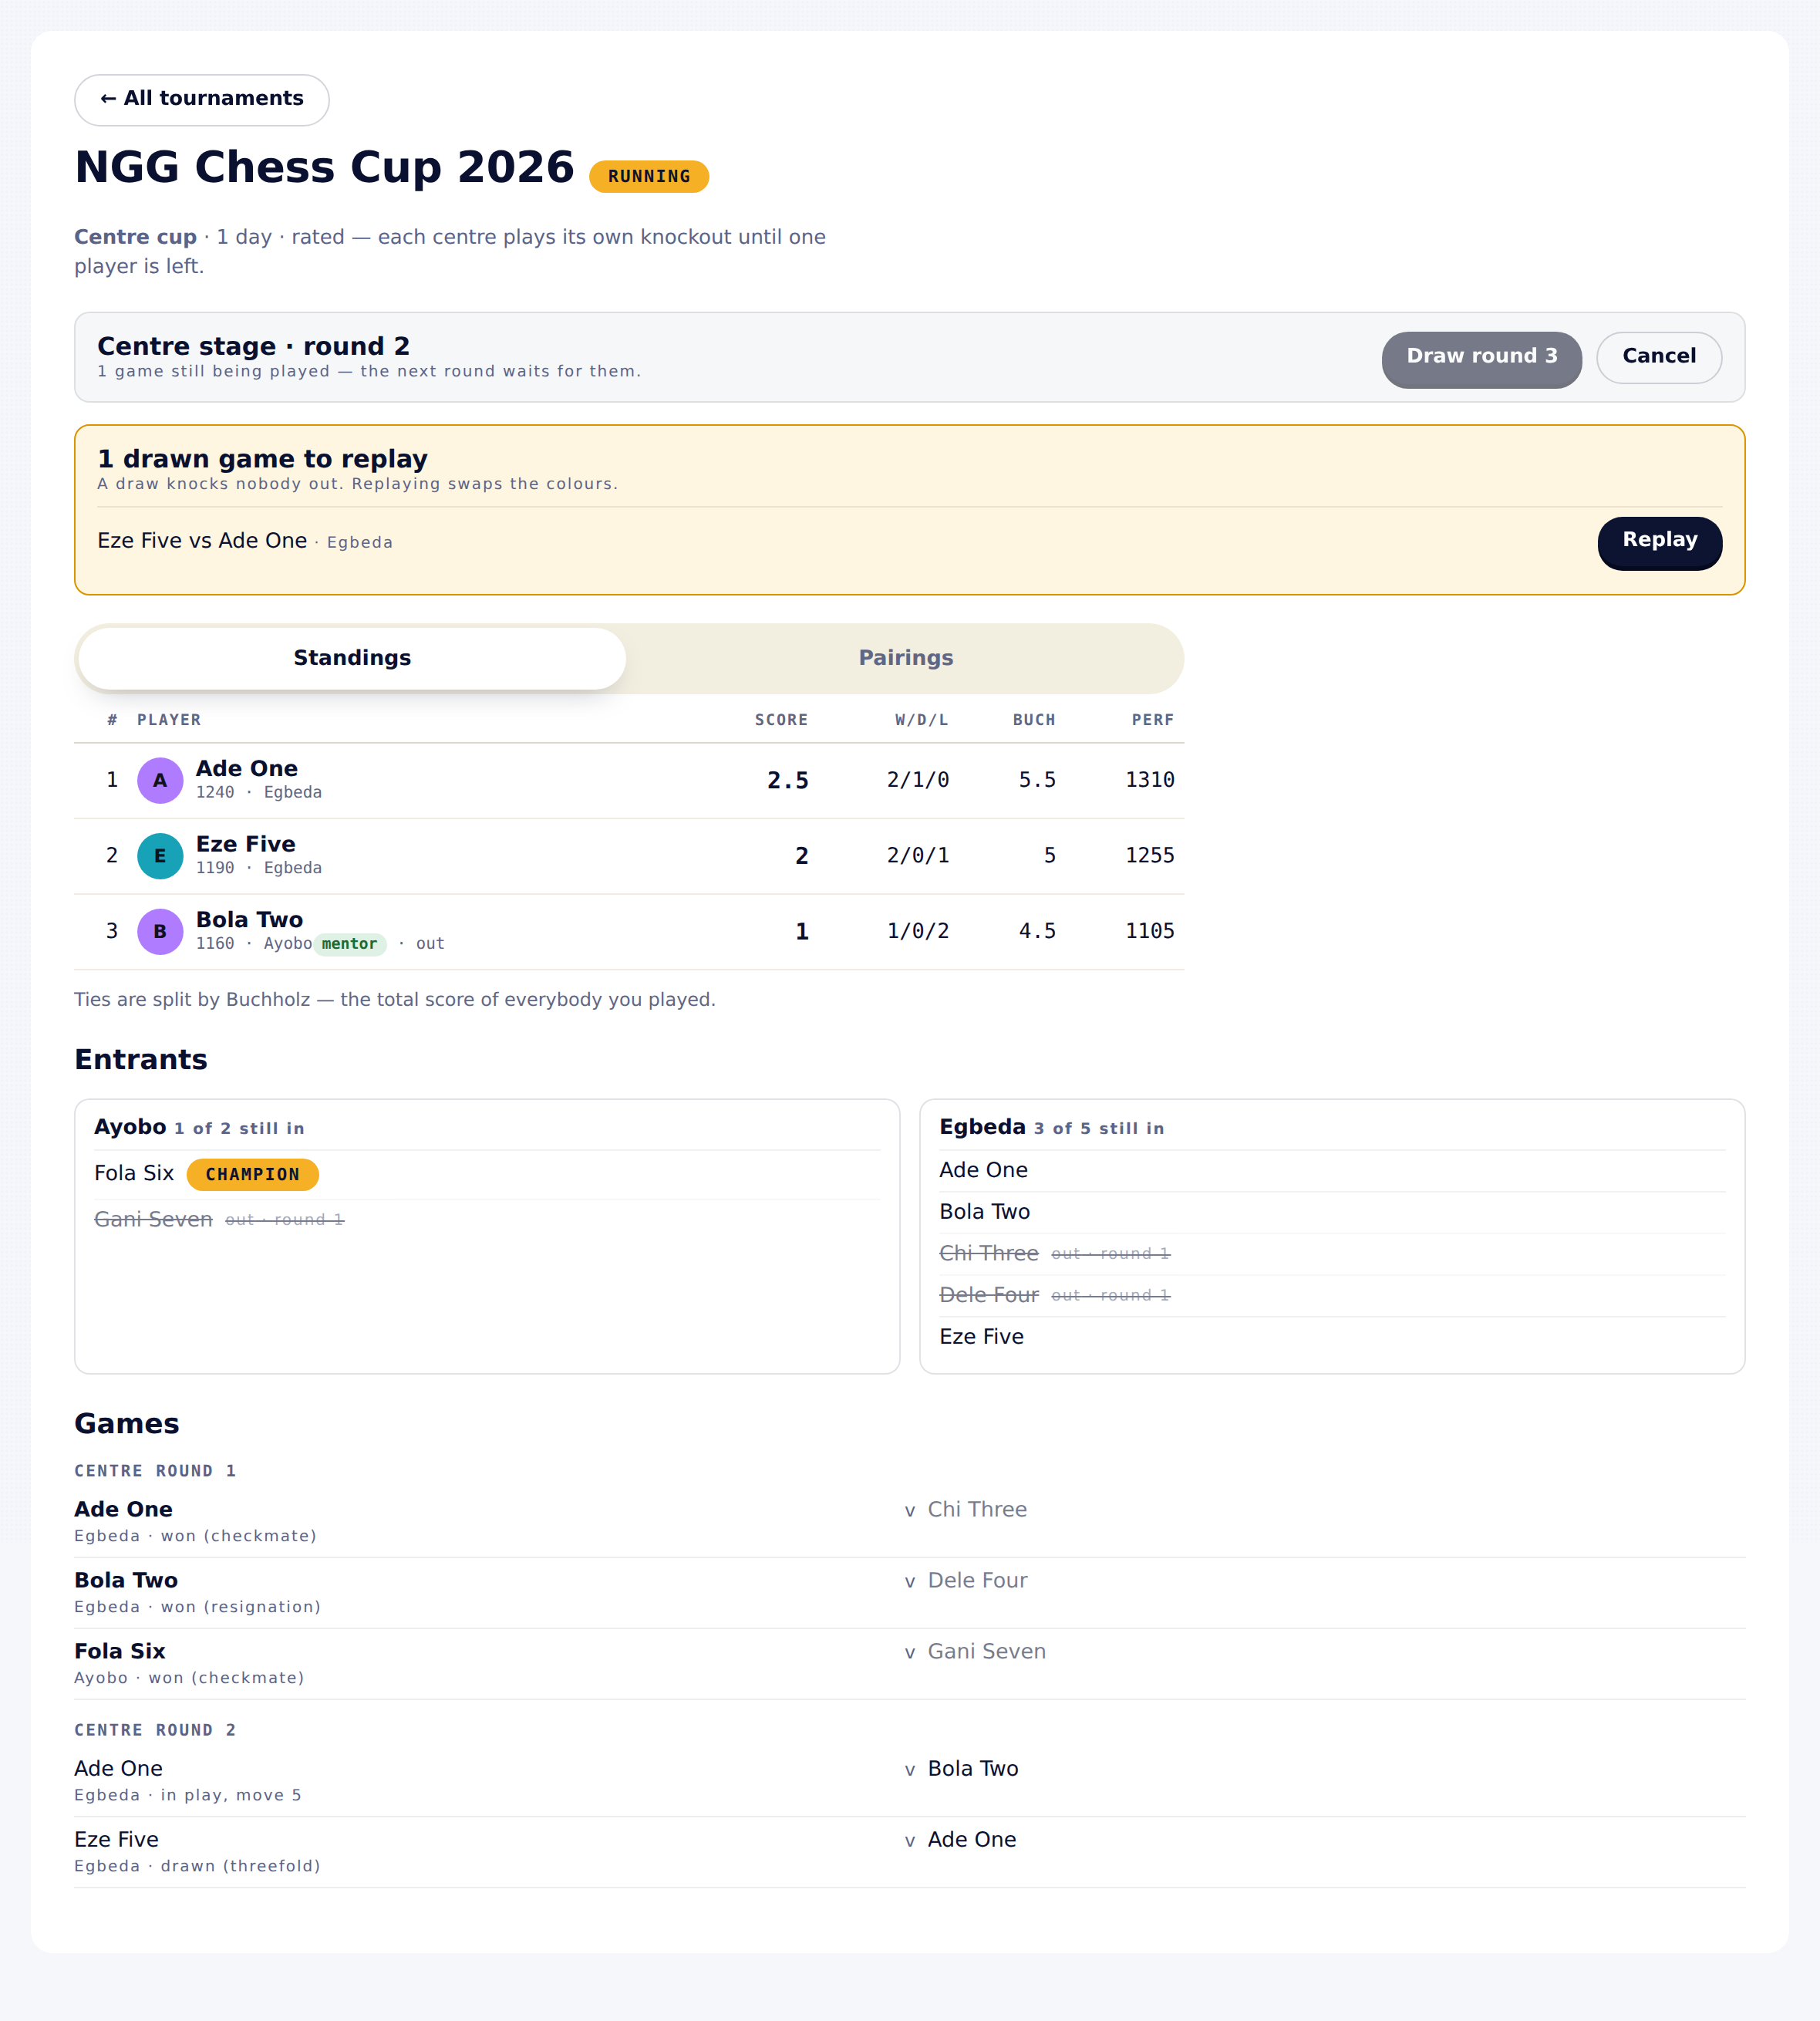 ← All tournaments
NGG Chess Cup 2026 RUNNING
Centre cup · 1 day · rated — each centre plays its own knockout until one
player is left.
Centre stage · round 2
1 game still being played — the next round waits for them.
Draw round 3 Cancel
1 drawn game to replay
A draw knocks nobody out. Replaying swaps the colours.
Eze Five vs Ade One · Egbeda
Replay
Standings Pairings
# PLAYER SCORE W/D/L BUCH PERF
1 A Ade One 2.5 2/1/0 5.5 1310
1240 · Egbeda
2 E Eze Five 2 2/0/1 5 1255
1190 · Egbeda
3 B Bola Two 1 1/0/2 4.5 1105
1160 · Ayobo mentor · out
Ties are split by Buchholz — the total score of everybody you played.
Entrants
Ayobo 1 of 2 still in
Fola Six CHAMPION
Gani Seven out · round 1
Egbeda 3 of 5 still in
Ade One
Bola Two
Chi Three out · round 1
Dele Four out · round 1
Eze Five
Games
CENTRE ROUND 1
Ade One v Chi Three
Egbeda · won (checkmate)
Bola Two v Dele Four
Egbeda · won (resignation)
Fola Six v Gani Seven
Ayobo · won (checkmate)
CENTRE ROUND 2
Ade One v Bola Two
Egbeda · in play, move 5
Eze Five v Ade One
Egbeda · drawn (threefold)